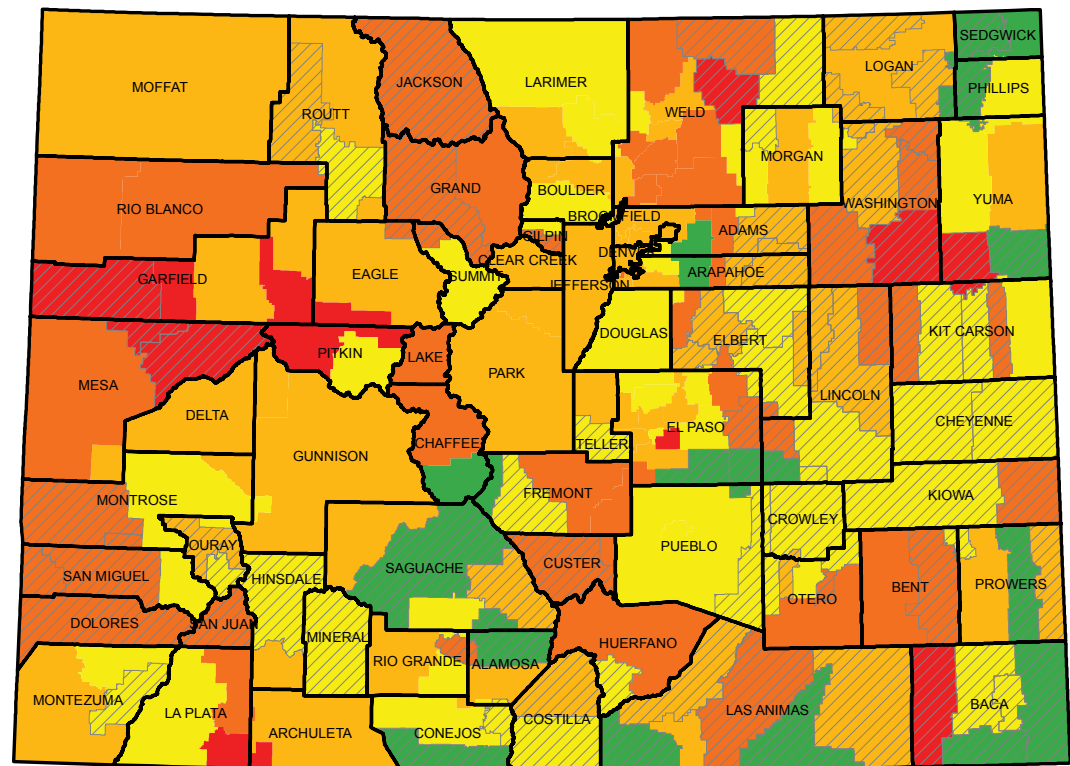 SEDGWICK
MOFFAT
JACKSON
LARIMER
LOGAN
PHILLIPS
ROUTT
WELD
MORGAN
GRAND
BOULDER
RIO BLANCO
WASHINGTON
YUMA
BROOMFIELD
GILPIN
ADAMS
DENVER
CLEAR CREEK
GARFIELD
EAGLE
SUMMIT
ARAPAHOE
JEFFERSON
DOUGLAS
ELBERT
KIT CARSON
PITKIN
LAKE
MESA
PARK
LINCOLN
DELTA
CHEYENNE
EL PASO
CHAFFEE
TELLER
GUNNISON
FREMONT
KIOWA
MONTROSE
CROWLEY
OURAY
PUEBLO
SAGUACHE
CUSTER
SAN MIGUEL
HINSDALE
BENT
PROWERS
OTERO
DOLORES
SAN JUAN
MINERAL
HUERFANO
RIO GRANDE
ALAMOSA
MONTEZUMA
LA PLATA
LAS ANIMAS
BACA
COSTILLA
ARCHULETA
CONEJOS